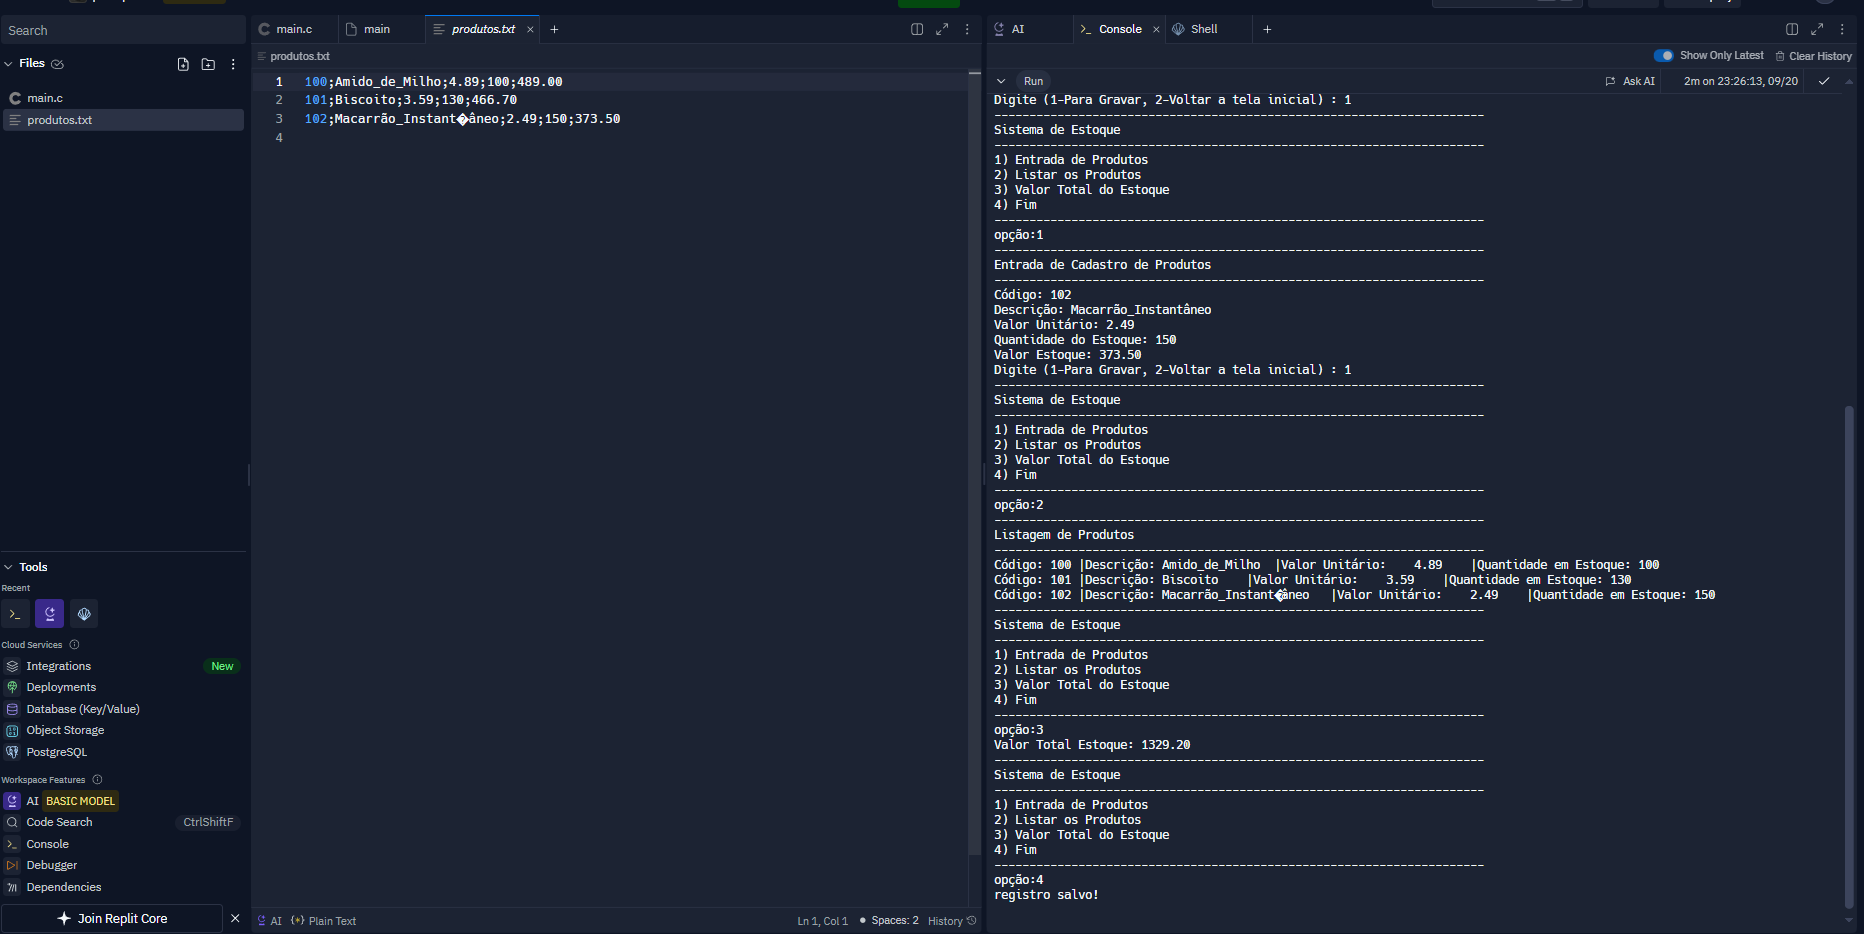 Search
Files
main.c
produtos.txt
Tools
Recent
Cloud Services
Integrations
New
Deployments
Database (Key/Value)
Object Storage
PostgreSQL
Workspace Features
AI BASIC MODEL
Code Search
CtrlShiftF
Console
Debugger
Dependencies
Join Replit Core
main.c
main
produtos.txt
produtos.txt
1 100;Amido_de_Milho;4.89;100;489.00
2 101;Biscoito;3.59;130;466.70
3 102;Macarrão_Instant�âneo;2.49;150;373.50
4
AI
Plain Text
Ln 1, Col 1
Spaces: 2
History
AI
Console
Shell
Show Only Latest
Clear History
Run
Ask AI
2m on 23:26:13, 09/20
Digite (1-Para Gravar, 2-Voltar a tela inicial) : 1
----------------------------------------------------------------------
Sistema de Estoque
----------------------------------------------------------------------
1) Entrada de Produtos
2) Listar os Produtos
3) Valor Total do Estoque
4) Fim
----------------------------------------------------------------------
opção:1
----------------------------------------------------------------------
Entrada de Cadastro de Produtos
----------------------------------------------------------------------
Código: 102
Descrição: Macarrão_Instantâneo
Valor Unitário: 2.49
Quantidade do Estoque: 150
Valor Estoque: 373.50
Digite (1-Para Gravar, 2-Voltar a tela inicial) : 1
----------------------------------------------------------------------
Sistema de Estoque
----------------------------------------------------------------------
1) Entrada de Produtos
2) Listar os Produtos
3) Valor Total do Estoque
4) Fim
----------------------------------------------------------------------
opção:2
----------------------------------------------------------------------
Listagem de Produtos
----------------------------------------------------------------------
Código: 100 |Descrição: Amido_de_Milho  |Valor Unitário:    4.89    |Quantidade em Estoque: 100
Código: 101 |Descrição: Biscoito    |Valor Unitário:    3.59    |Quantidade em Estoque: 130
Código: 102 |Descrição: Macarrão_Instant�âneo   |Valor Unitário:    2.49    |Quantidade em Estoque: 150
----------------------------------------------------------------------
Sistema de Estoque
----------------------------------------------------------------------
1) Entrada de Produtos
2) Listar os Produtos
3) Valor Total do Estoque
4) Fim
----------------------------------------------------------------------
opção:3
Valor Total Estoque: 1329.20
----------------------------------------------------------------------
Sistema de Estoque
----------------------------------------------------------------------
1) Entrada de Produtos
2) Listar os Produtos
3) Valor Total do Estoque
4) Fim
----------------------------------------------------------------------
opção:4
registro salvo!